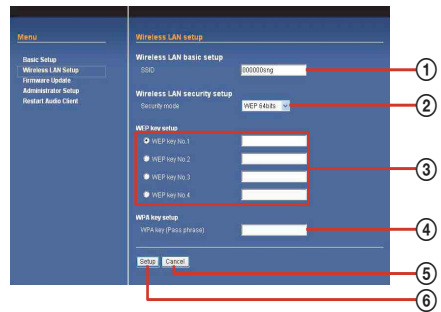 Menu
Basic Setup
Wireless LAN Setup
Firmware Update
Administrator Setup
Restart Audio Client
Wireless LAN setup
Wireless LAN basic setup
SSID 000000sng
Wireless LAN security setup
Security mode WEP 64bits
WEP key setup
WEP key No.1
WEP key No.2
WEP key No.3
WEP key No.4
WPA key setup
WPA key (Pass phrase)
Setup Cancel
1
2
3
4
5
6